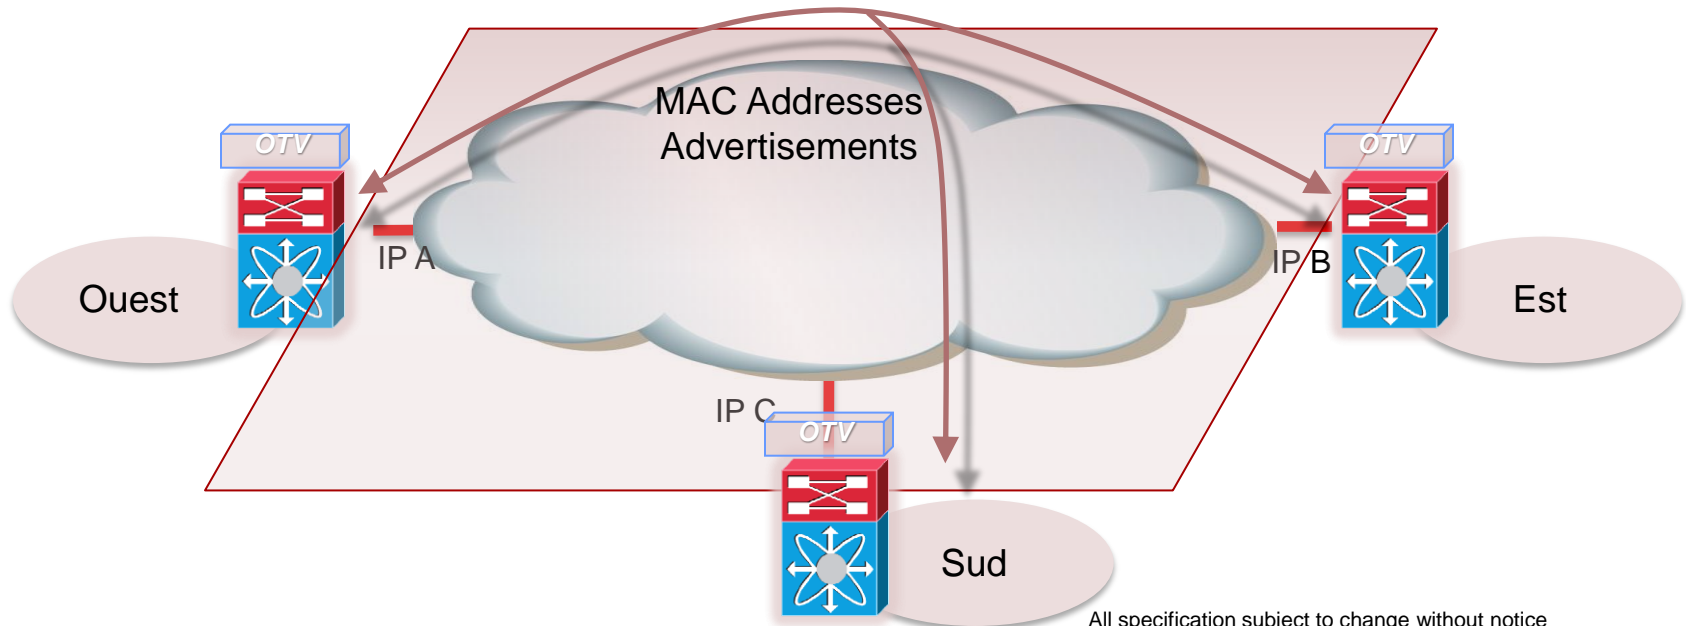 MAC Addresses
Advertisements
OTV
OTV
IP A
IP B
Ouest
Est
IP C
OTV
Sud
All specification subject to change without notice